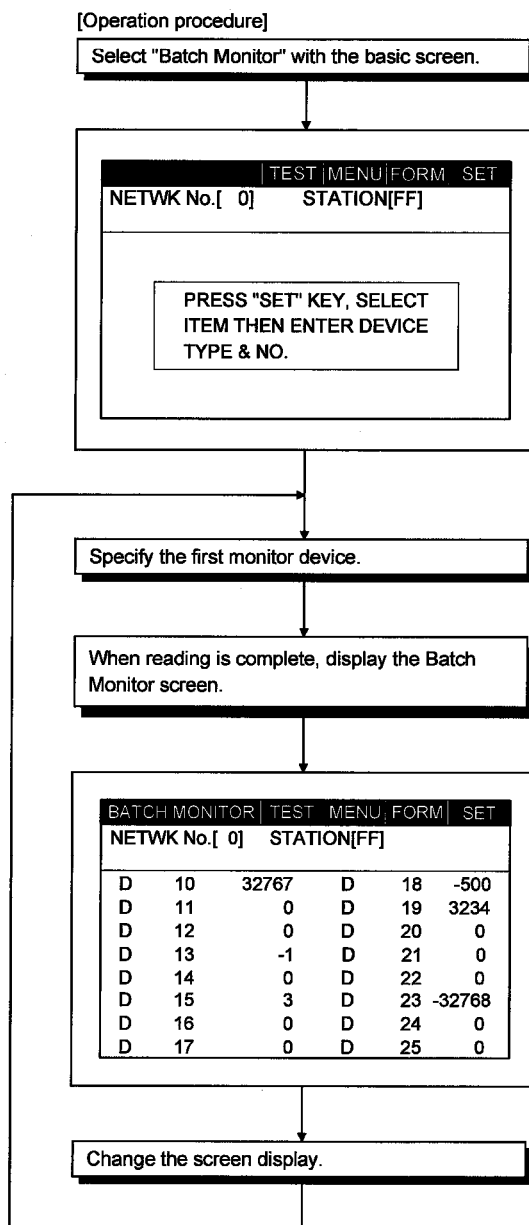 [Operation procedure]
Select "Batch Monitor" with the basic screen.
TEST MENU FORM SET
NETWK No.[ 0] STATION[FF]
PRESS "SET" KEY, SELECT
ITEM THEN ENTER DEVICE
TYPE & NO.
Specify the first monitor device.
When reading is complete, display the Batch
Monitor screen.
BATCH MONITOR TEST MENU FORM SET
NETWK No.[ 0] STATION[FF]
D 10 32767 D 18 -500
D 11 0 D 19 3234
D 12 0 D 20 0
D 13 -1 D 21 0
D 14 0 D 22 0
D 15 3 D 23 -32768
D 16 0 D 24 0
D 17 0 D 25 0
Change the screen display.